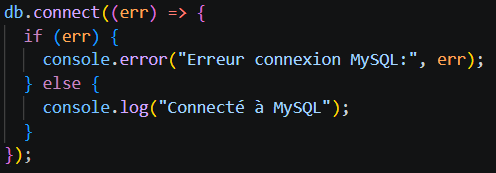 db.connect((err) => {
  if (err) {
    console.error("Erreur connexion MySQL:", err);
  } else {
    console.log("Connecté à MySQL");
  }
});